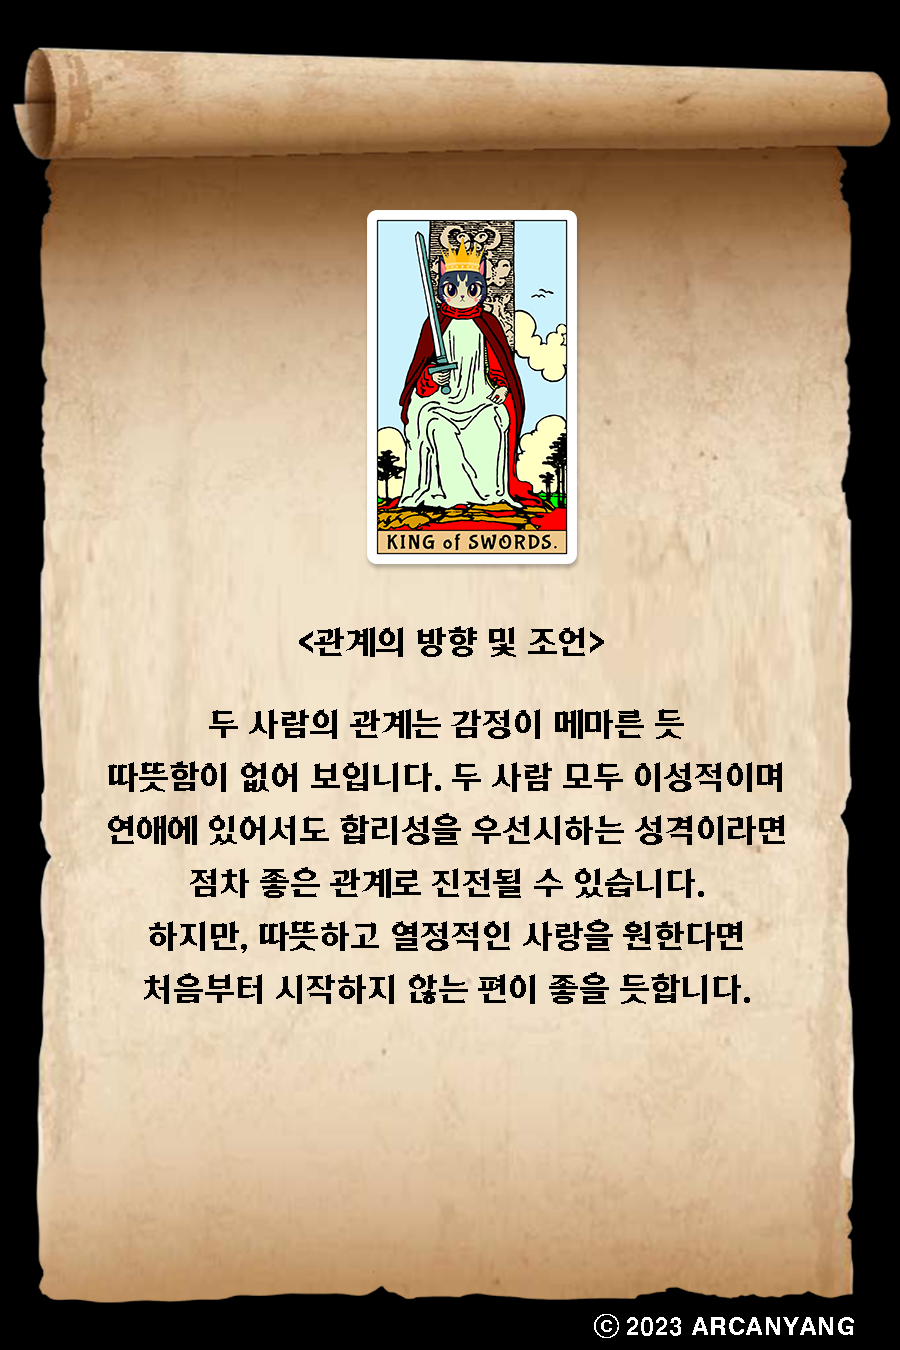 KING of SWORDS.
<관계의 방향 및 조언>
두 사람의 관계는 감정이 메마른 듯
따뜻함이 없어 보입니다. 두 사람 모두 이성적이며
연애에 있어서도 합리성을 우선시하는 성격이라면
점차 좋은 관계로 진전될 수 있습니다.
하지만, 따뜻하고 열정적인 사랑을 원한다면
처음부터 시작하지 않는 편이 좋을 듯합니다.
ⓒ 2023 ARCANYANG